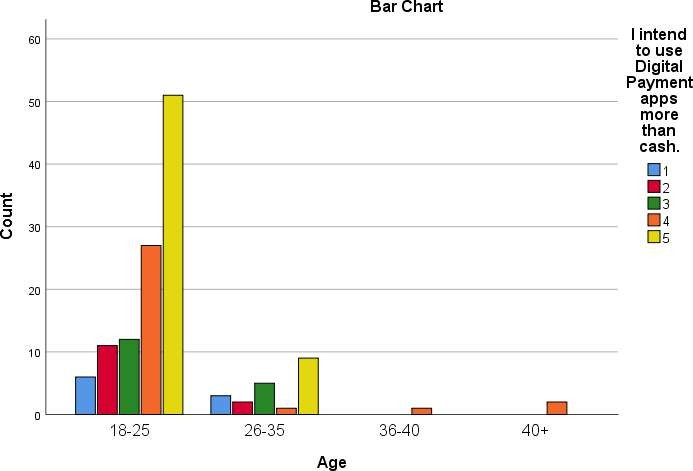 Bar Chart
I intend
to use
Digital
Payment
apps
more
than
cash.
1
2
3
4
5
60
50
40
30
20
10
0
Count
18-25
26-35
36-40
40+
Age